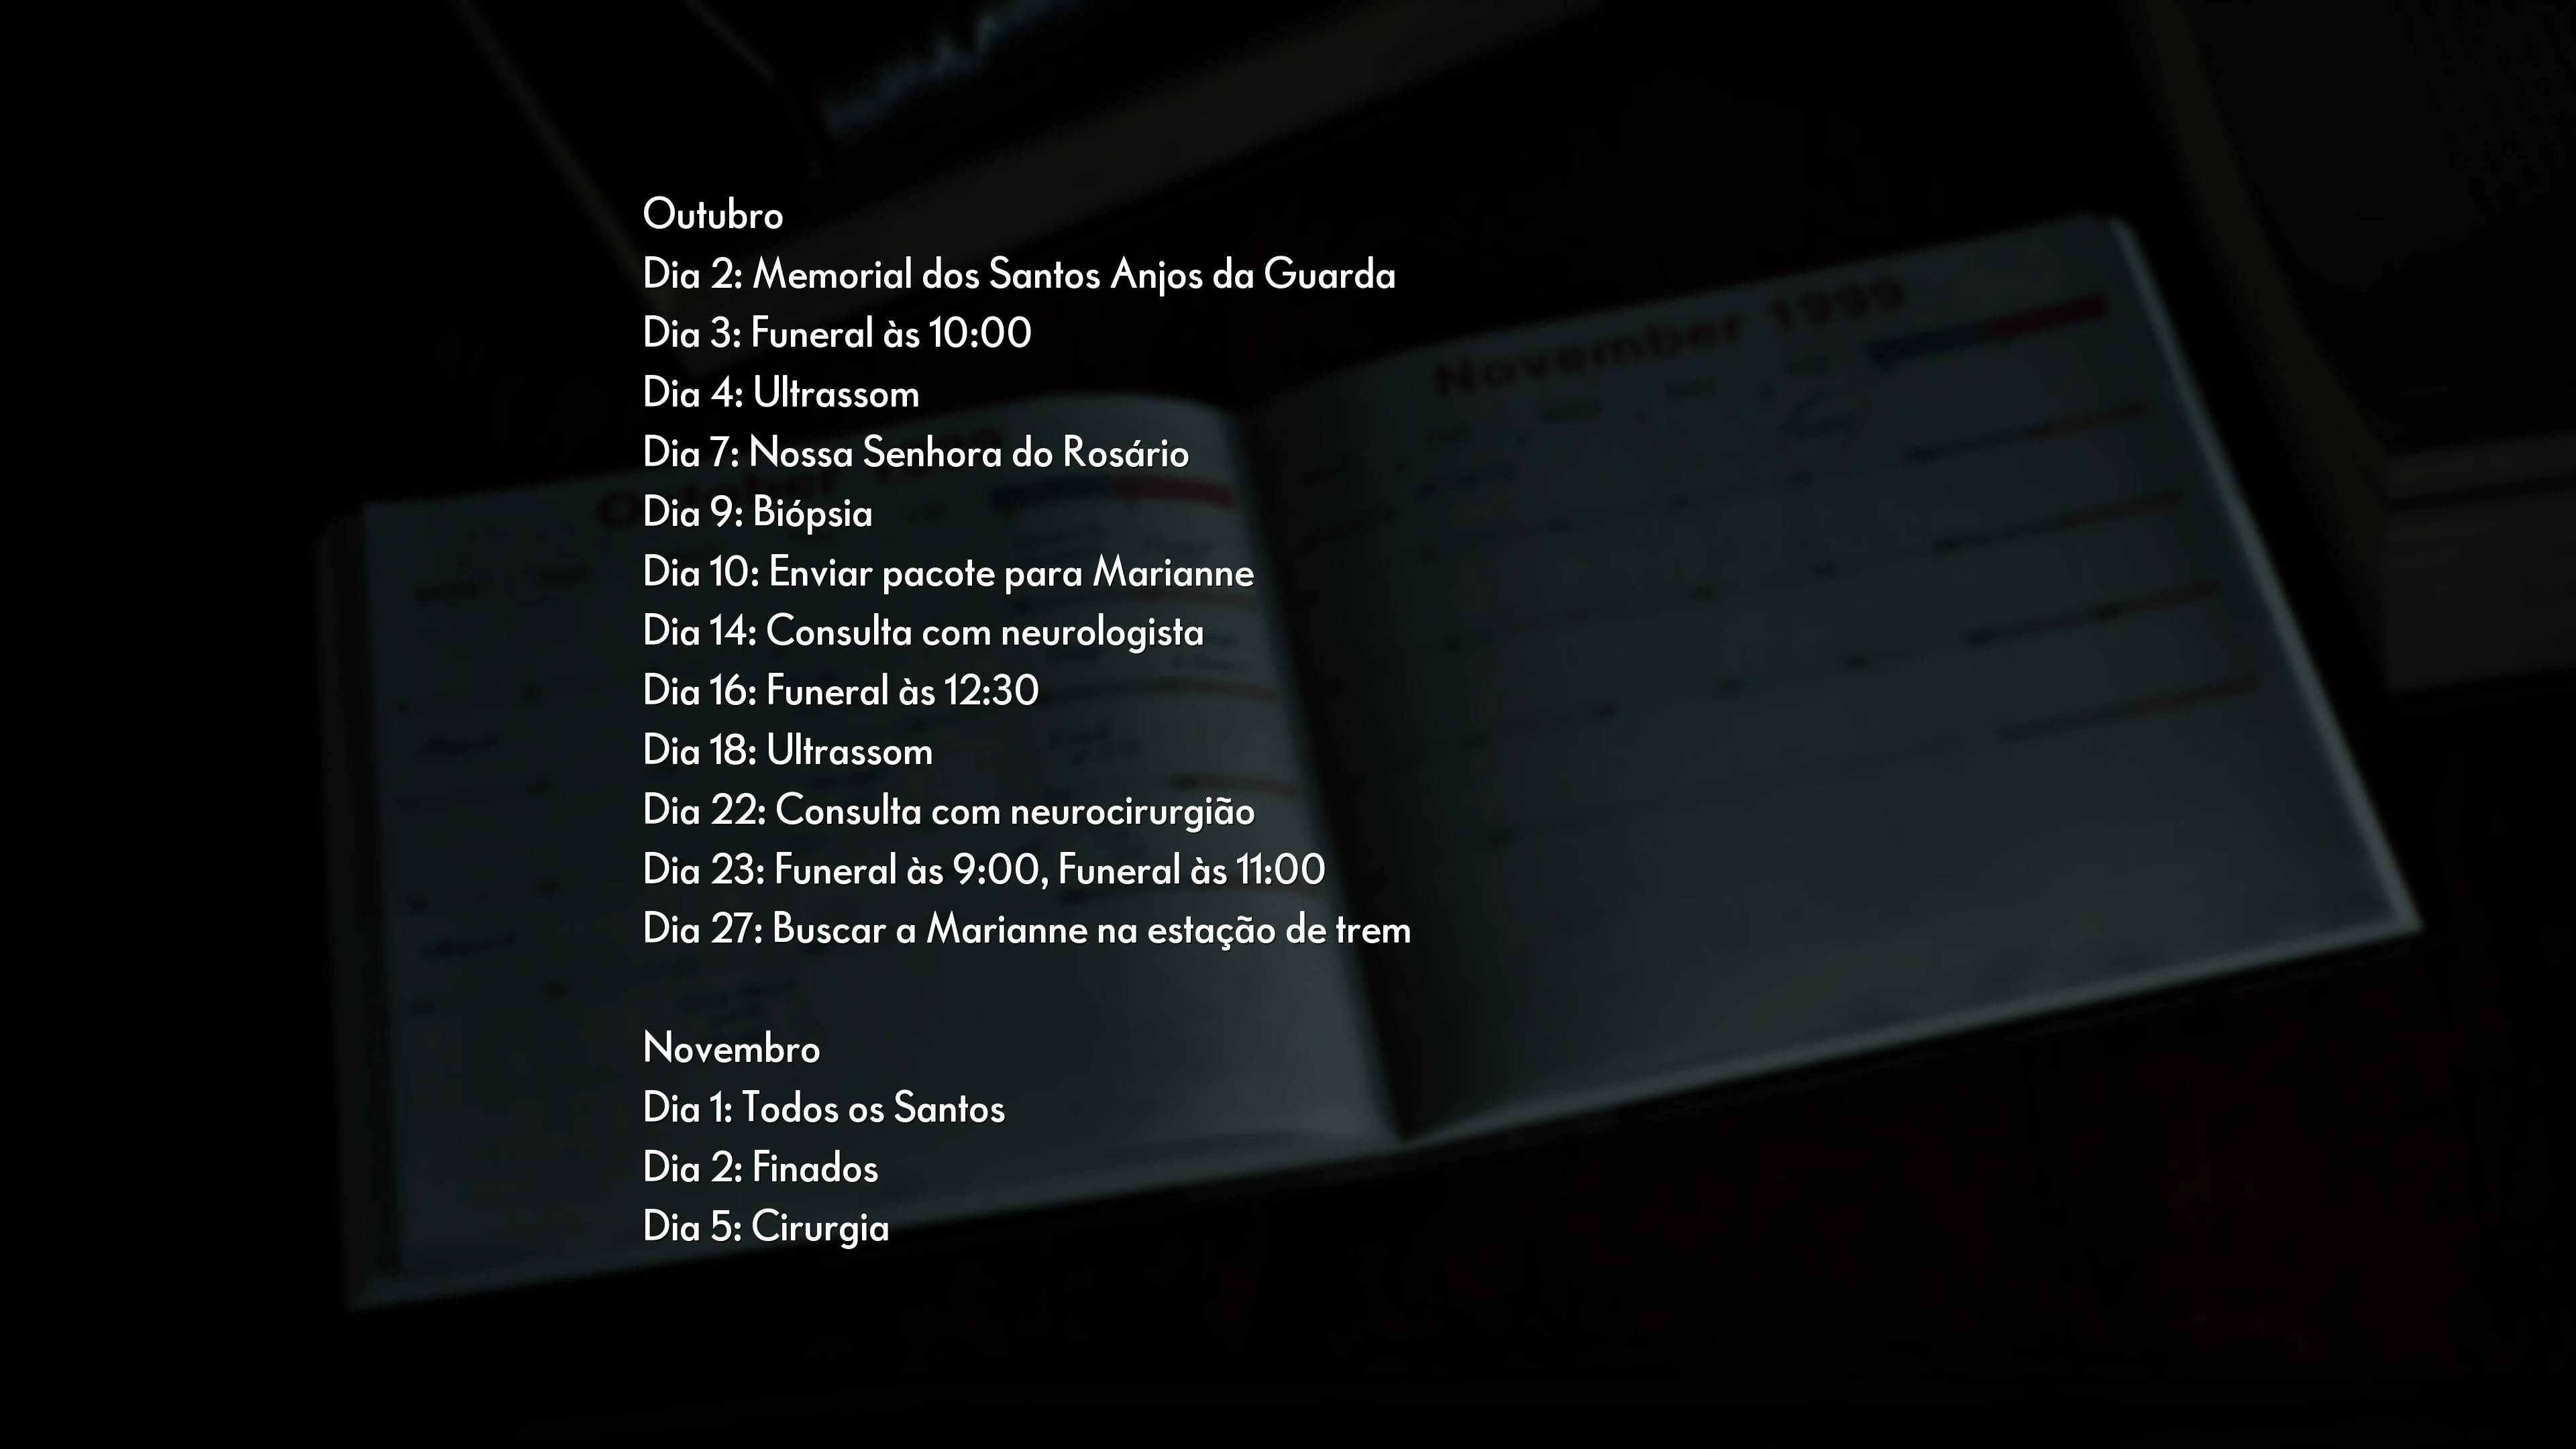 Outubro
Dia 2: Memorial dos Santos Anjos da Guarda
Dia 3: Funeral às 10:00
Dia 4: Ultrassom
Dia 7: Nossa Senhora do Rosário
Dia 9: Biópsia
Dia 10: Enviar pacote para Marianne
Dia 14: Consulta com neurologista
Dia 16: Funeral às 12:30
Dia 18: Ultrassom
Dia 22: Consulta com neurocirurgião
Dia 23: Funeral às 9:00, Funeral às 11:00
Dia 27: Buscar a Marianne na estação de trem
Novembro
Dia 1: Todos os Santos
Dia 2: Finados
Dia 5: Cirurgia
November 1999